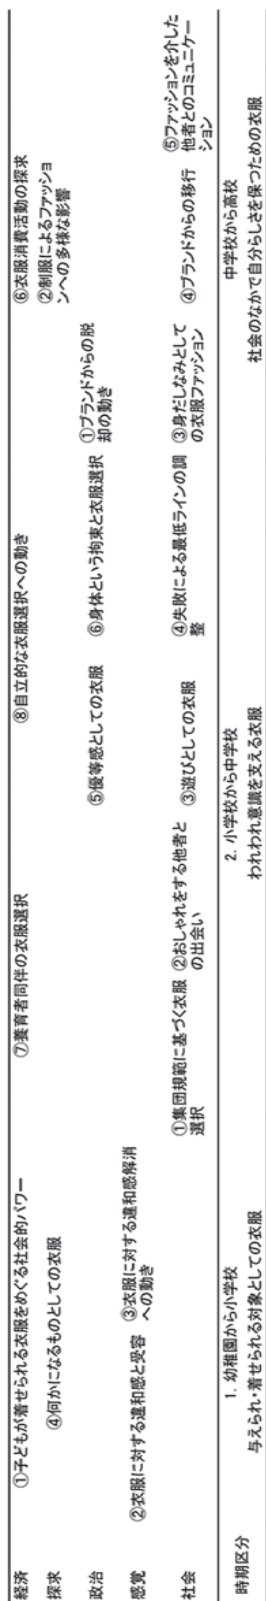 経済
①子どもが着せられる衣服をめぐる社会的パワー
⑦養育者同伴の衣服選択
⑧自立的な衣服選択への動き
⑥衣服消費活動の探求
探求
④何かになるものとしての衣服
②制服によるファッショ
ンへの多様な影響
政治
⑤優等感としての衣服
⑥身体という拘束と衣服選択
①ブランドからの脱
却の動き
感覚
②衣服に対する違和感と受容
③衣服に対する違和感解消
への動き
社会
①集団規範に基づく衣服
選択
②おしゃれをする他者と
の出会い
③遊びとしての衣服
④失敗による最低ラインの調
整
③身だしなみとして
の衣服ファッション
④ブランドからの移行
⑤ファッションを介した
他者とのコミュニケー
ション
時期区分
1. 幼稚園から小学校
与えられ・着せられる対象としての衣服
2. 小学校から中学校
われわれ意識を支える衣服
中学校から高校
社会のなかで自分らしさを保つための衣服